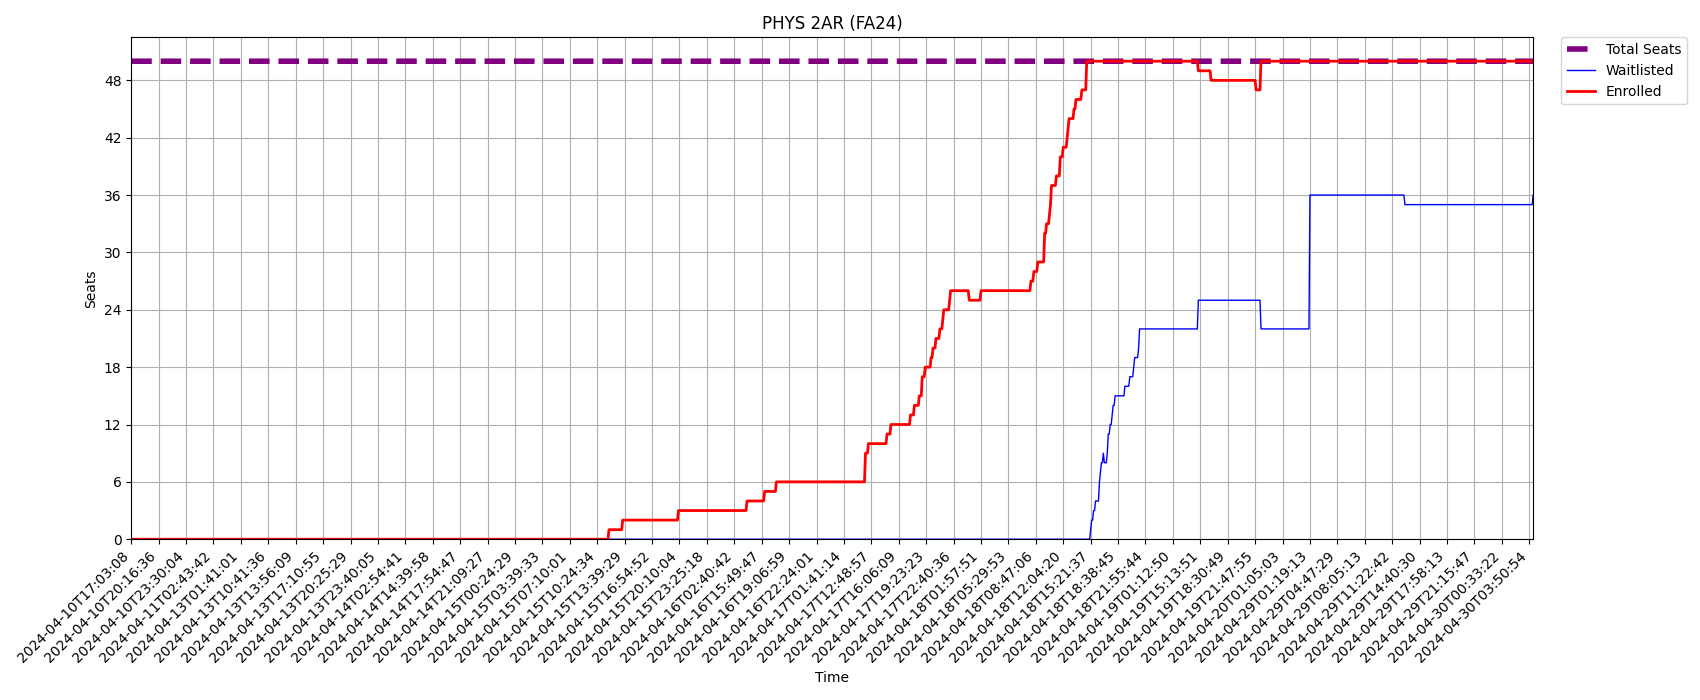 PHYS 2AR (FA24)
Total Seats
Waitlisted
Enrolled
Seats
48
42
36
30
24
18
12
6
0
2024-04-10T17:03:08
2024-04-10T20:16:36
2024-04-10T23:30:04
2024-04-11T02:43:42
2024-04-13T01:41:01
2024-04-13T10:41:36
2024-04-13T13:56:09
2024-04-13T17:10:55
2024-04-13T20:25:29
2024-04-13T23:40:05
2024-04-14T02:54:41
2024-04-14T14:39:58
2024-04-14T17:54:47
2024-04-14T21:09:27
2024-04-15T00:24:29
2024-04-15T03:39:33
2024-04-15T07:10:01
2024-04-15T10:24:34
2024-04-15T13:39:29
2024-04-15T16:54:52
2024-04-15T20:10:04
2024-04-15T23:25:18
2024-04-16T02:40:42
2024-04-16T15:49:47
2024-04-16T19:06:59
2024-04-16T22:24:01
2024-04-17T01:41:14
2024-04-17T12:48:57
2024-04-17T16:06:09
2024-04-17T19:23:23
2024-04-17T22:40:36
2024-04-18T01:57:51
2024-04-18T05:29:53
2024-04-18T08:47:06
2024-04-18T12:04:20
2024-04-18T15:21:37
2024-04-18T18:38:45
2024-04-18T21:55:44
2024-04-19T01:12:50
2024-04-19T15:13:51
2024-04-19T18:30:49
2024-04-19T21:47:55
2024-04-20T01:05:03
2024-04-29T01:19:13
2024-04-29T04:47:29
2024-04-29T08:05:13
2024-04-29T11:22:42
2024-04-29T14:40:30
2024-04-29T17:58:13
2024-04-29T21:15:47
2024-04-30T00:33:22
2024-04-30T03:50:54
Time